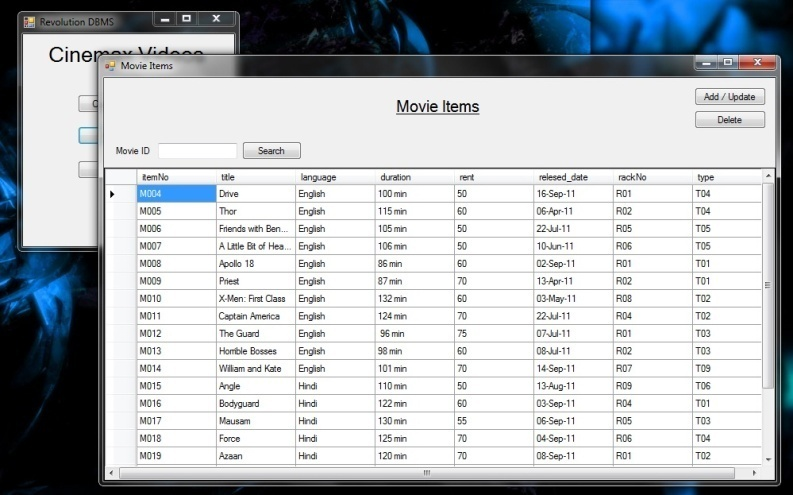 Revolution DBMS
Cinemax Videos
Movie Items
Movie Items
Add / Update
Delete
Movie ID
Search
itemNo title language duration rent relesed_date rackNo type
M004 Drive English 100 min 50 16-Sep-11 R01 T04
M005 Thor English 115 min 60 06-Apr-11 R02 T04
M006 Friends with Ben... English 105 min 50 22-Jul-11 R05 T05
M007 A Little Bit of Hea... English 106 min 50 10-Jun-11 R06 T05
M008 Apollo 18 English 86 min 60 02-Sep-11 R01 T01
M009 Priest English 87 min 70 13-Apr-11 R02 T01
M010 X-Men: First Class English 132 min 60 03-May-11 R08 T02
M011 Captain America English 124 min 70 22-Jul-11 R04 T02
M012 The Guard English 96 min 75 07-Jul-11 R01 T03
M013 Horrible Bosses English 98 min 60 08-Jul-11 R02 T03
M014 William and Kate English 101 min 70 14-Sep-11 R07 T09
M015 Angle Hindi 110 min 50 13-Aug-11 R09 T06
M016 Bodyguard Hindi 122 min 60 03-Sep-11 R04 T01
M017 Mausam Hindi 130 min 55 06-Sep-11 R05 T03
M018 Force Hindi 125 min 70 04-Sep-11 R06 T04
M019 Azaan Hindi 120 min 70 08-Sep-11 R01 T02